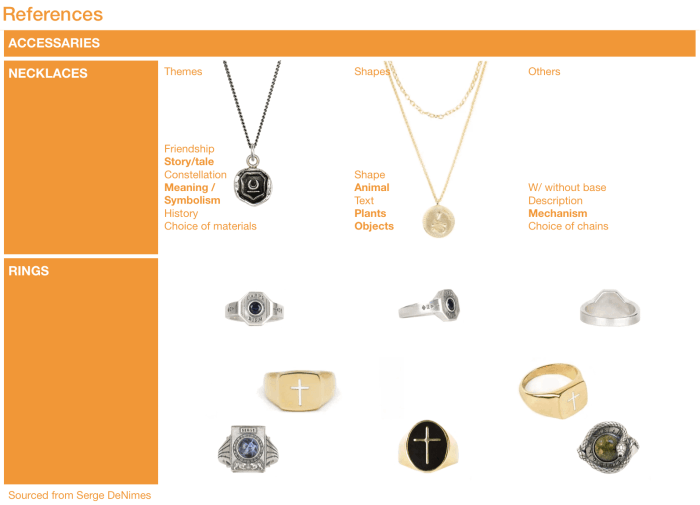 References
ACCESSARIES
NECKLACES
Themes
Friendship
Story/tale
Constellation
Meaning /
Symbolism
History
Choice of materials
Shapes
Shape
Animal
Text
Plants
Objects
Others
W/ without base
Description
Mechanism
Choice of chains
RINGS
Sourced from Serge DeNimes